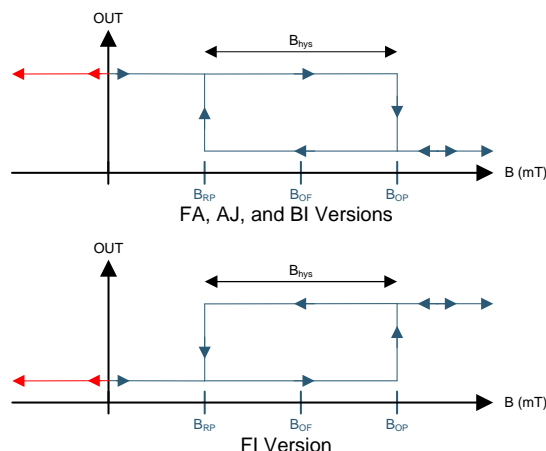 OUT
Bhys
B (mT)
BRP
BOF
BOP
FA, AJ, and BI Versions
OUT
Bhys
B (mT)
BRP
BOF
BOP
FI Version